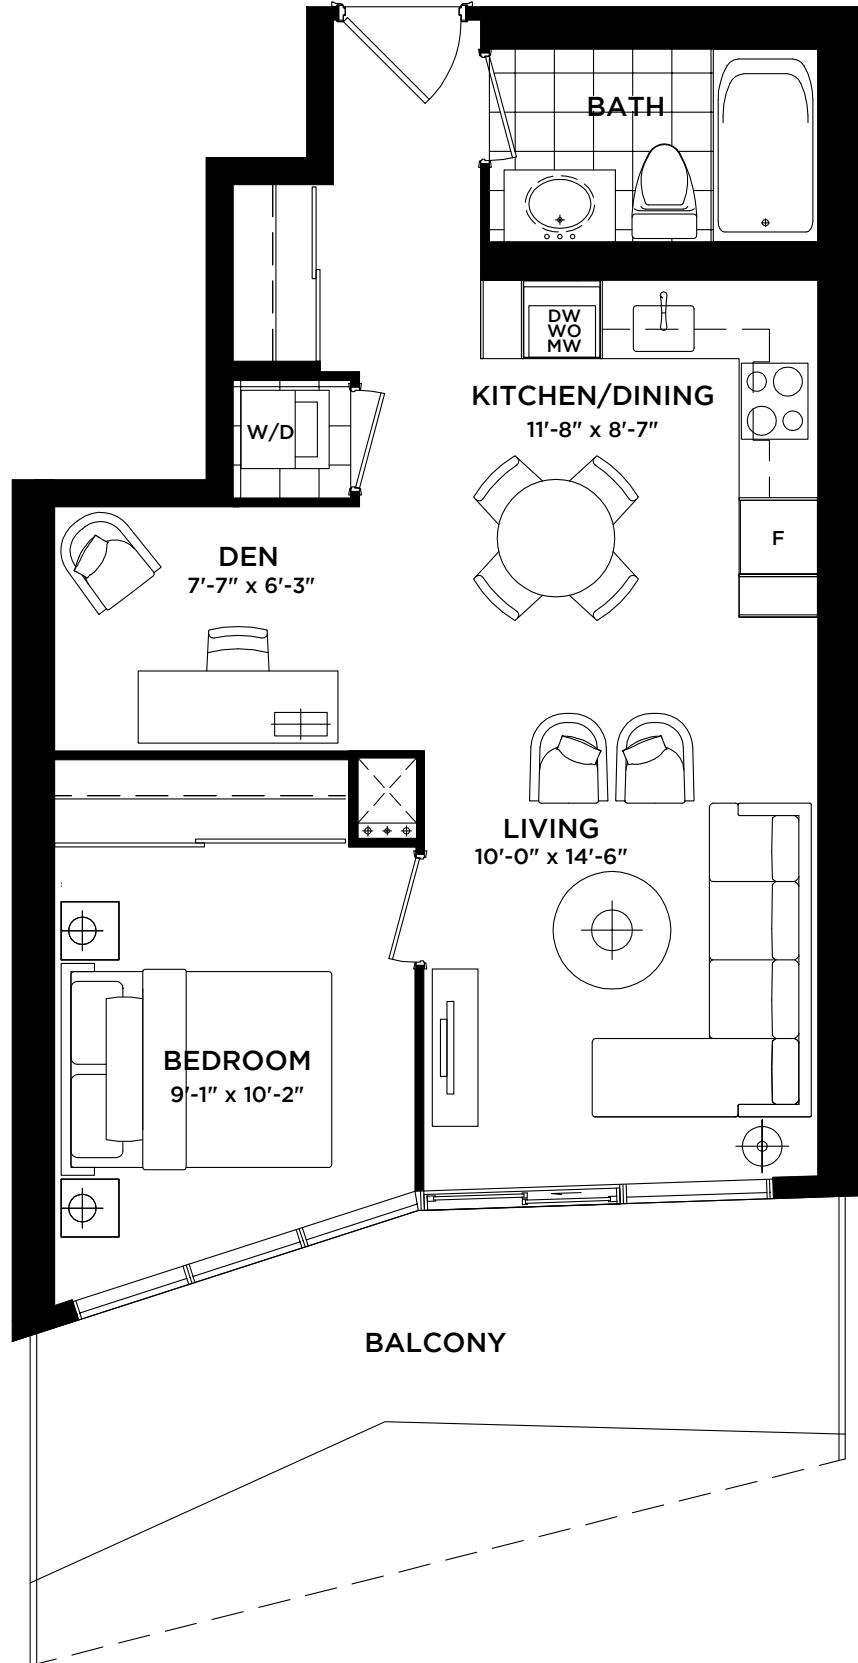 BATH
DW
WO
MW
KITCHEN/DINING
11'-8" x 8'-7"
W/D
F
DEN
7'-7" x 6'-3"
LIVING
10'-0" x 14'-6"
BEDROOM
9'-1" x 10'-2"
BALCONY